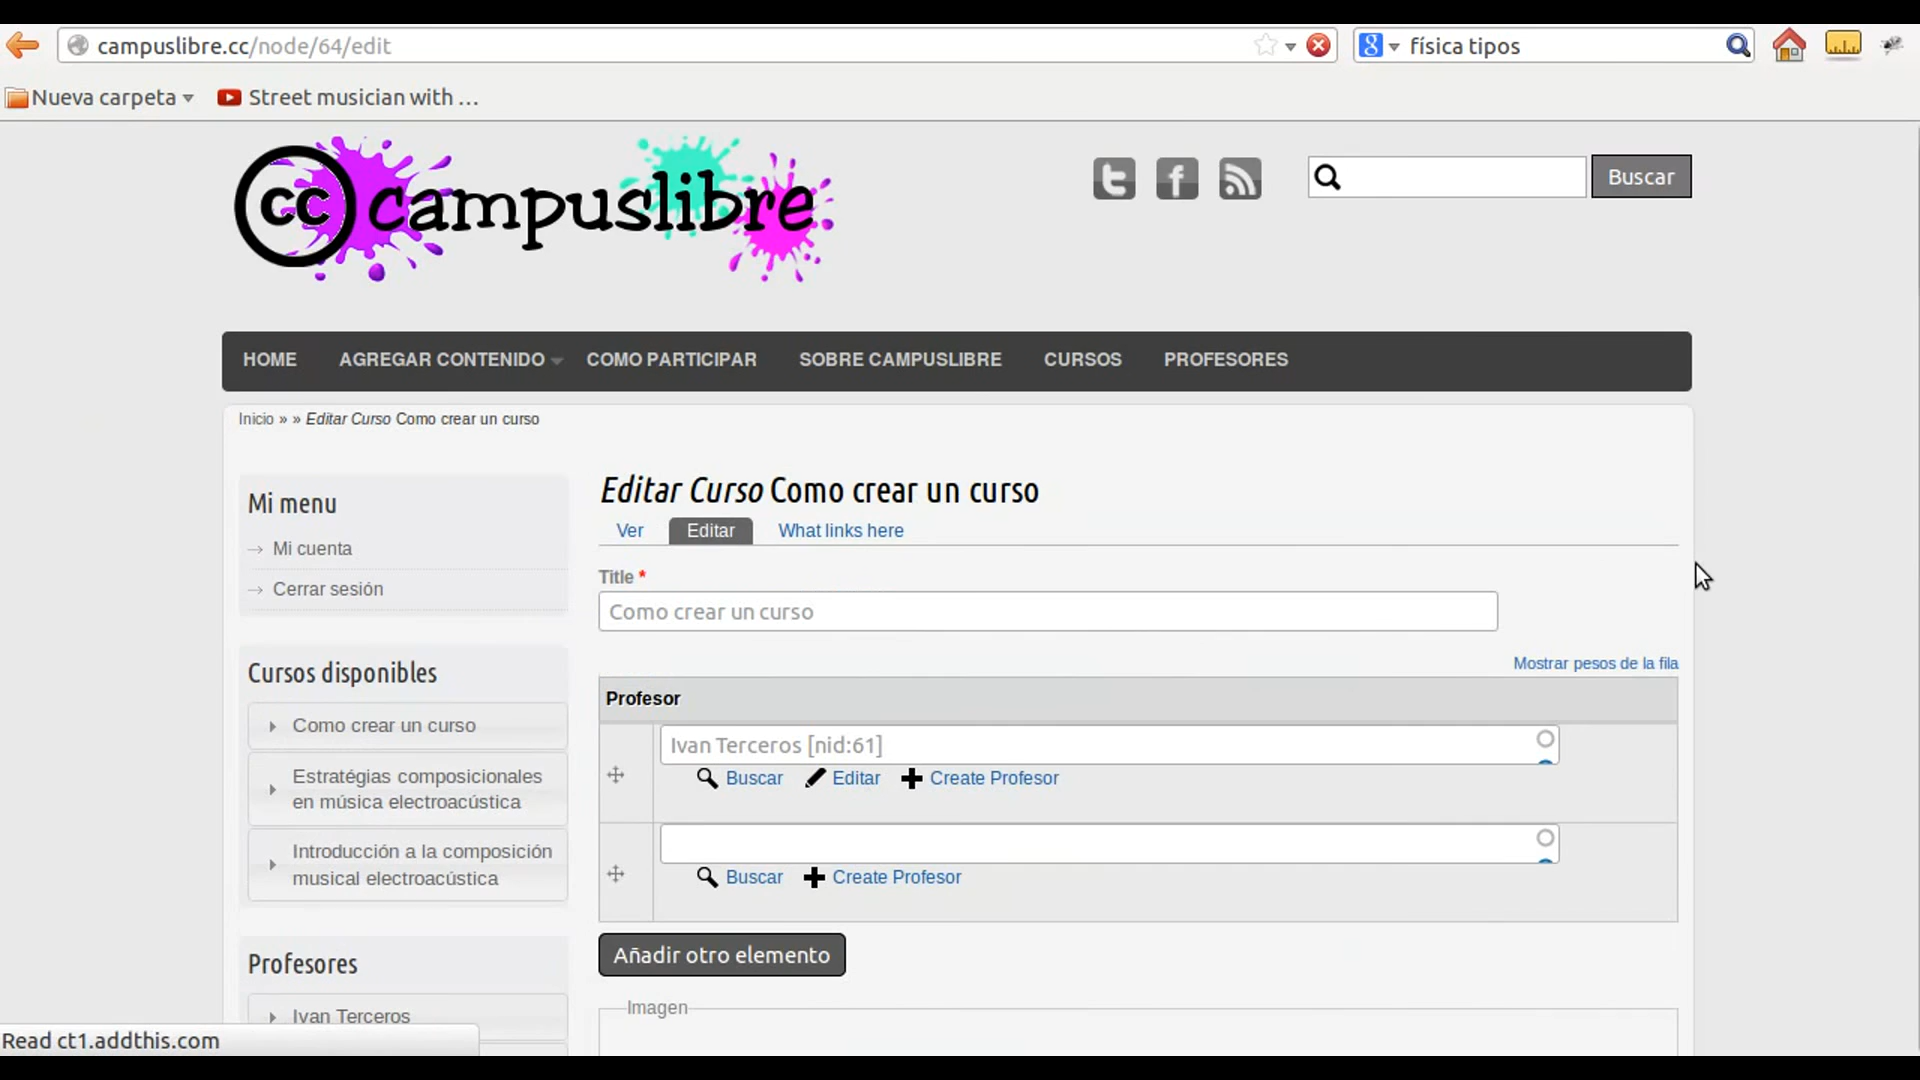 campuslibre.cc/node/64/edit
física tipos
Nueva carpeta
Street musician with ...
cc campuslibre
Buscar
HOME AGREGAR CONTENIDO COMO PARTICIPAR SOBRE CAMPUSLIBRE CURSOS PROFESORES
Inicio » » Editar Curso Como crear un curso
Mi menu
Mi cuenta
Cerrar sesión
Cursos disponibles
Como crear un curso
Estratégias composicionales
en música electroacústica
Introducción a la composición
musical electroacústica
Profesores
Ivan Terceros
Editar Curso Como crear un curso
Ver Editar What links here
Title *
Como crear un curso
Mostrar pesos de la fila
Profesor
Ivan Terceros [nid:61]
Buscar Editar Create Profesor
Buscar Create Profesor
Añadir otro elemento
Imagen
Read ct1.addthis.com